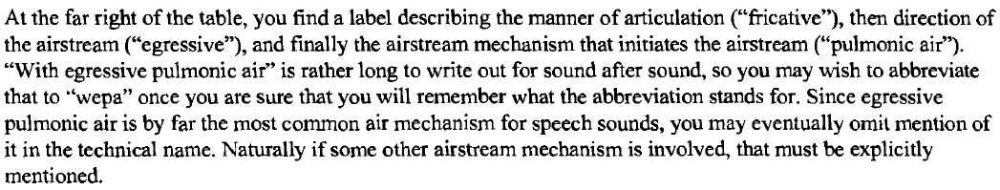 At the far right of the table, you find a label describing the manner of articulation (“fricative”), then direction of
the airstream (“egressive”), and finally the airstream mechanism that initiates the airstream (“pulmonic air”).
“With egressive pulmonic air” is rather long to write out for sound after sound, so you may wish to abbreviate
that to “wepa” once you are sure that you will remember what the abbreviation stands for. Since egressive
pulmonic air is by far the most common air mechanism for speech sounds, you may eventually omit mention of
it in the technical name. Naturally if some other airstream mechanism is involved, that must be explicitly
mentioned.